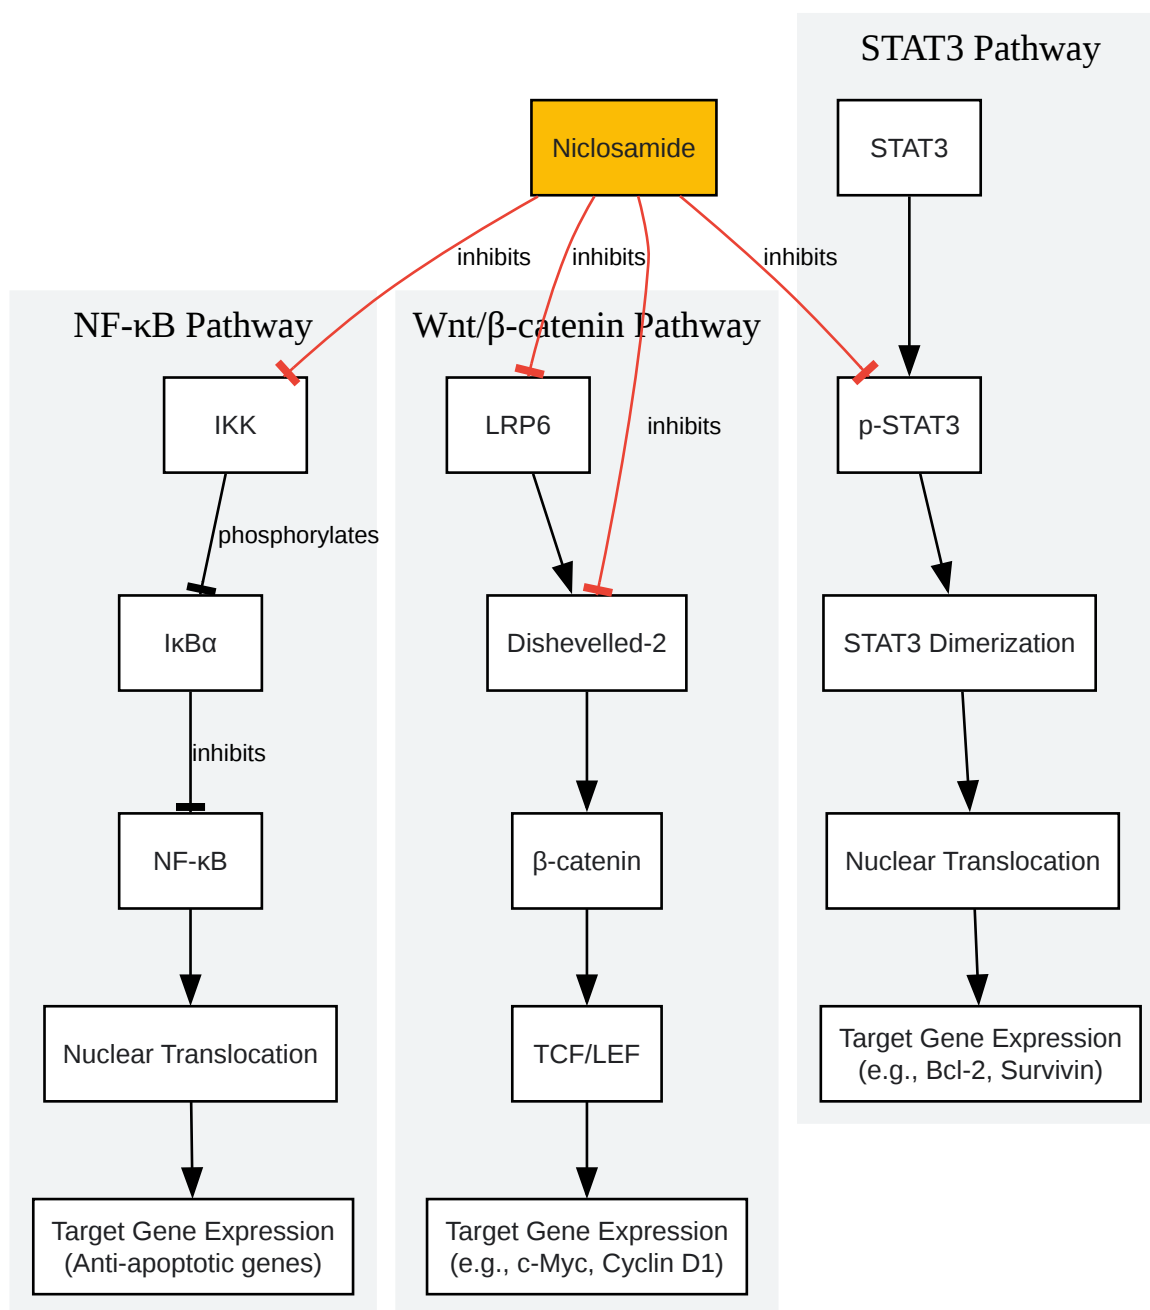 STAT3 Pathway
Niclosamide
STAT3
inhibits
inhibits
inhibits
NF-κB Pathway
Wnt/β-catenin Pathway
IKK
LRP6
inhibits
p-STAT3
phosphorylates
IκBα
Dishevelled-2
STAT3 Dimerization
inhibits
NF-κB
β-catenin
Nuclear Translocation
Nuclear Translocation
TCF/LEF
Target Gene Expression
(e.g., Bcl-2, Survivin)
Target Gene Expression
(Anti-apoptotic genes)
Target Gene Expression
(e.g., c-Myc, Cyclin D1)